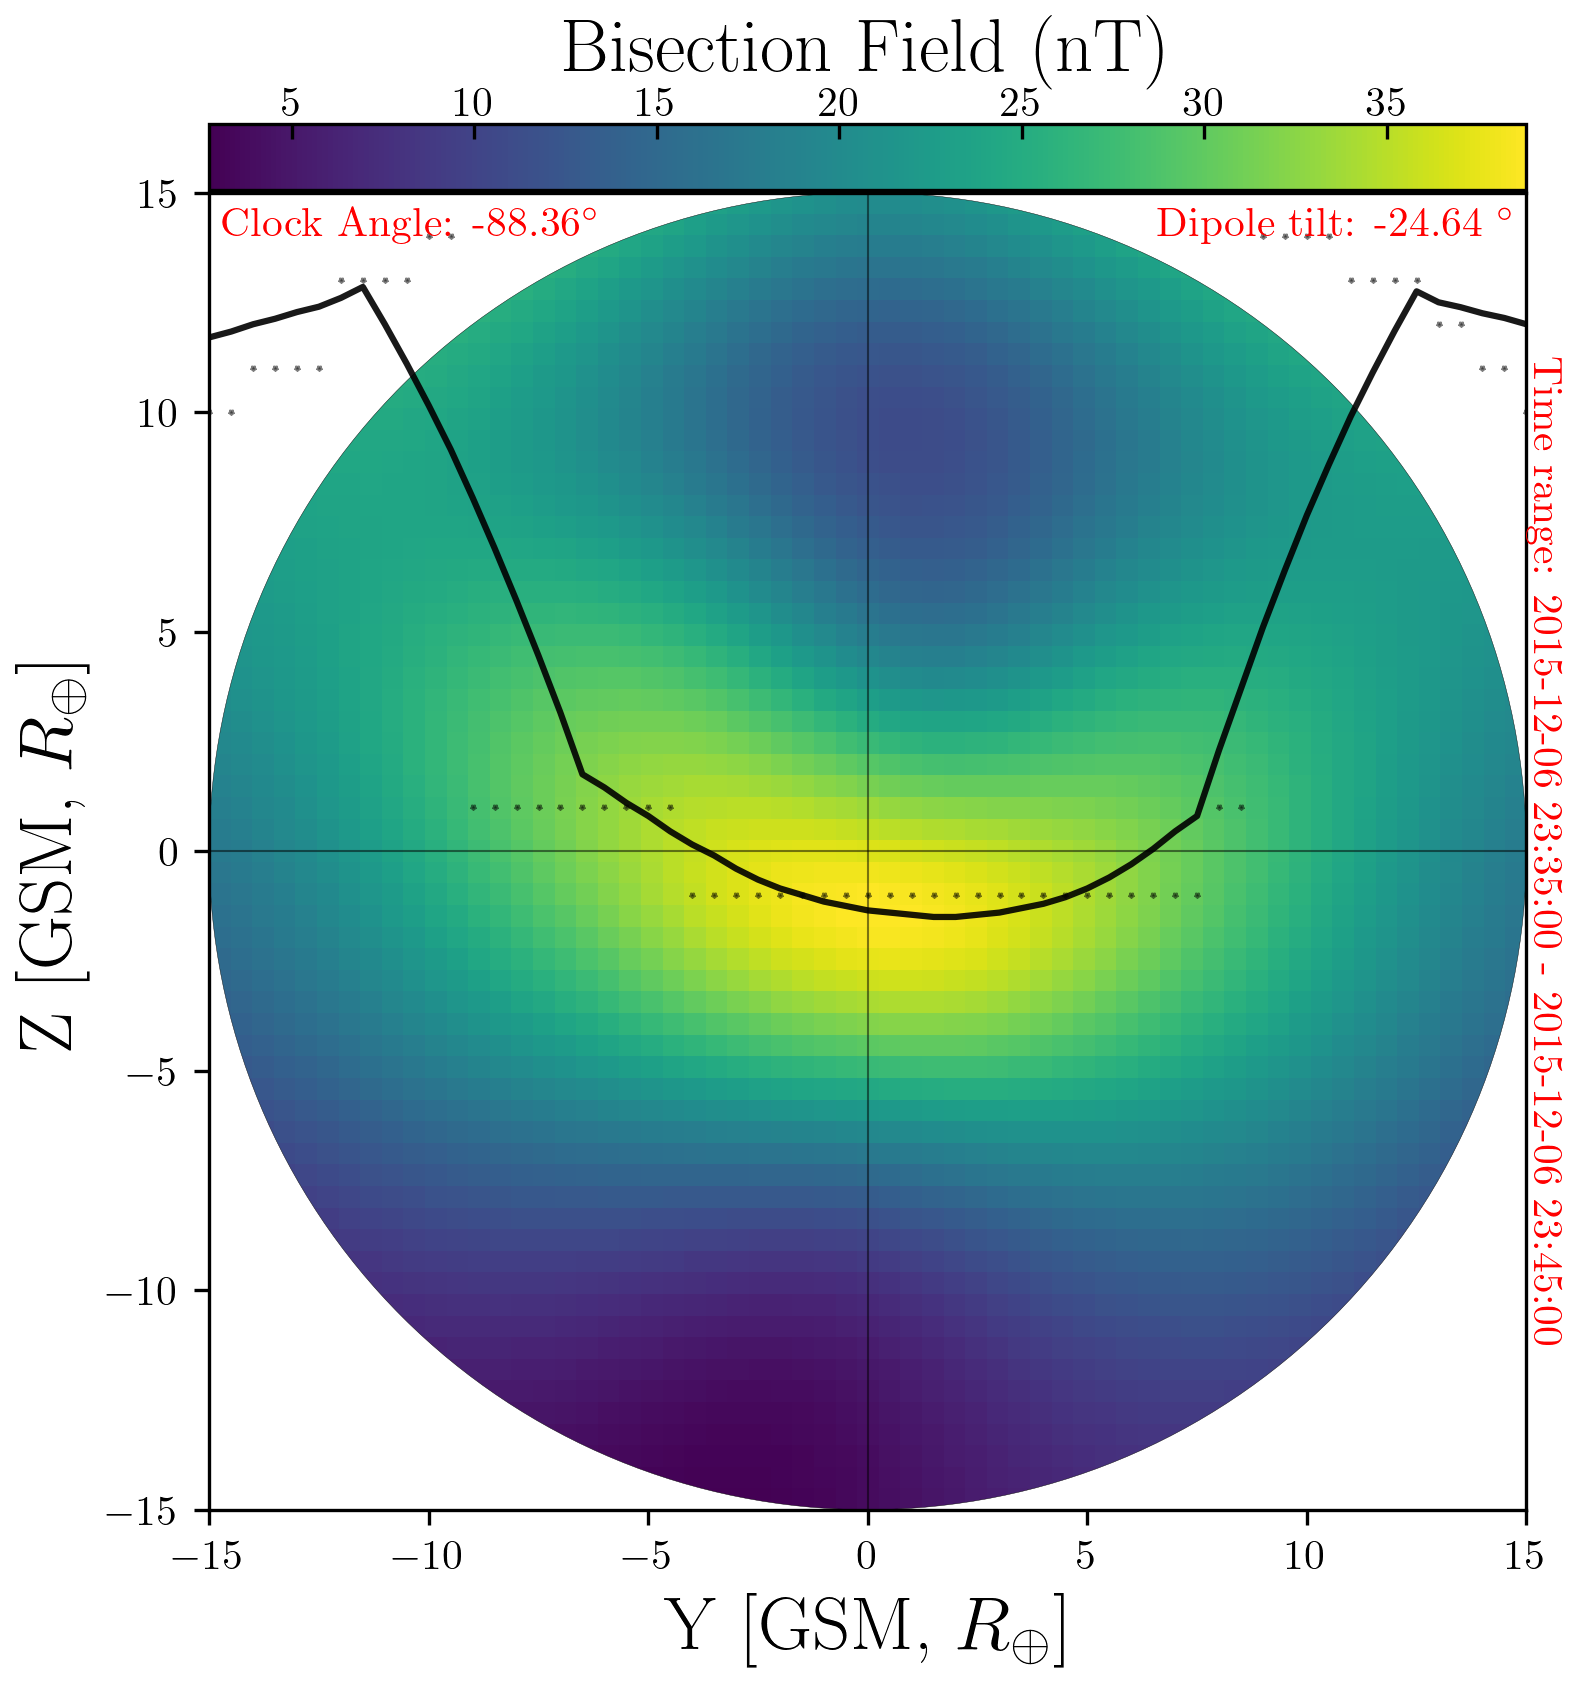 Bisection Field (nT)
5 10 15 20 25 30 35
Clock Angle: -88.36°
Dipole tilt: -24.64 °
15
10
5
0
−5
−10
−15
Z [GSM, R⊕]
−15 −10 −5 0 5 10 15
Y [GSM, R⊕]
Time range: 2015-12-06 23:35:00 - 2015-12-06 23:45:00